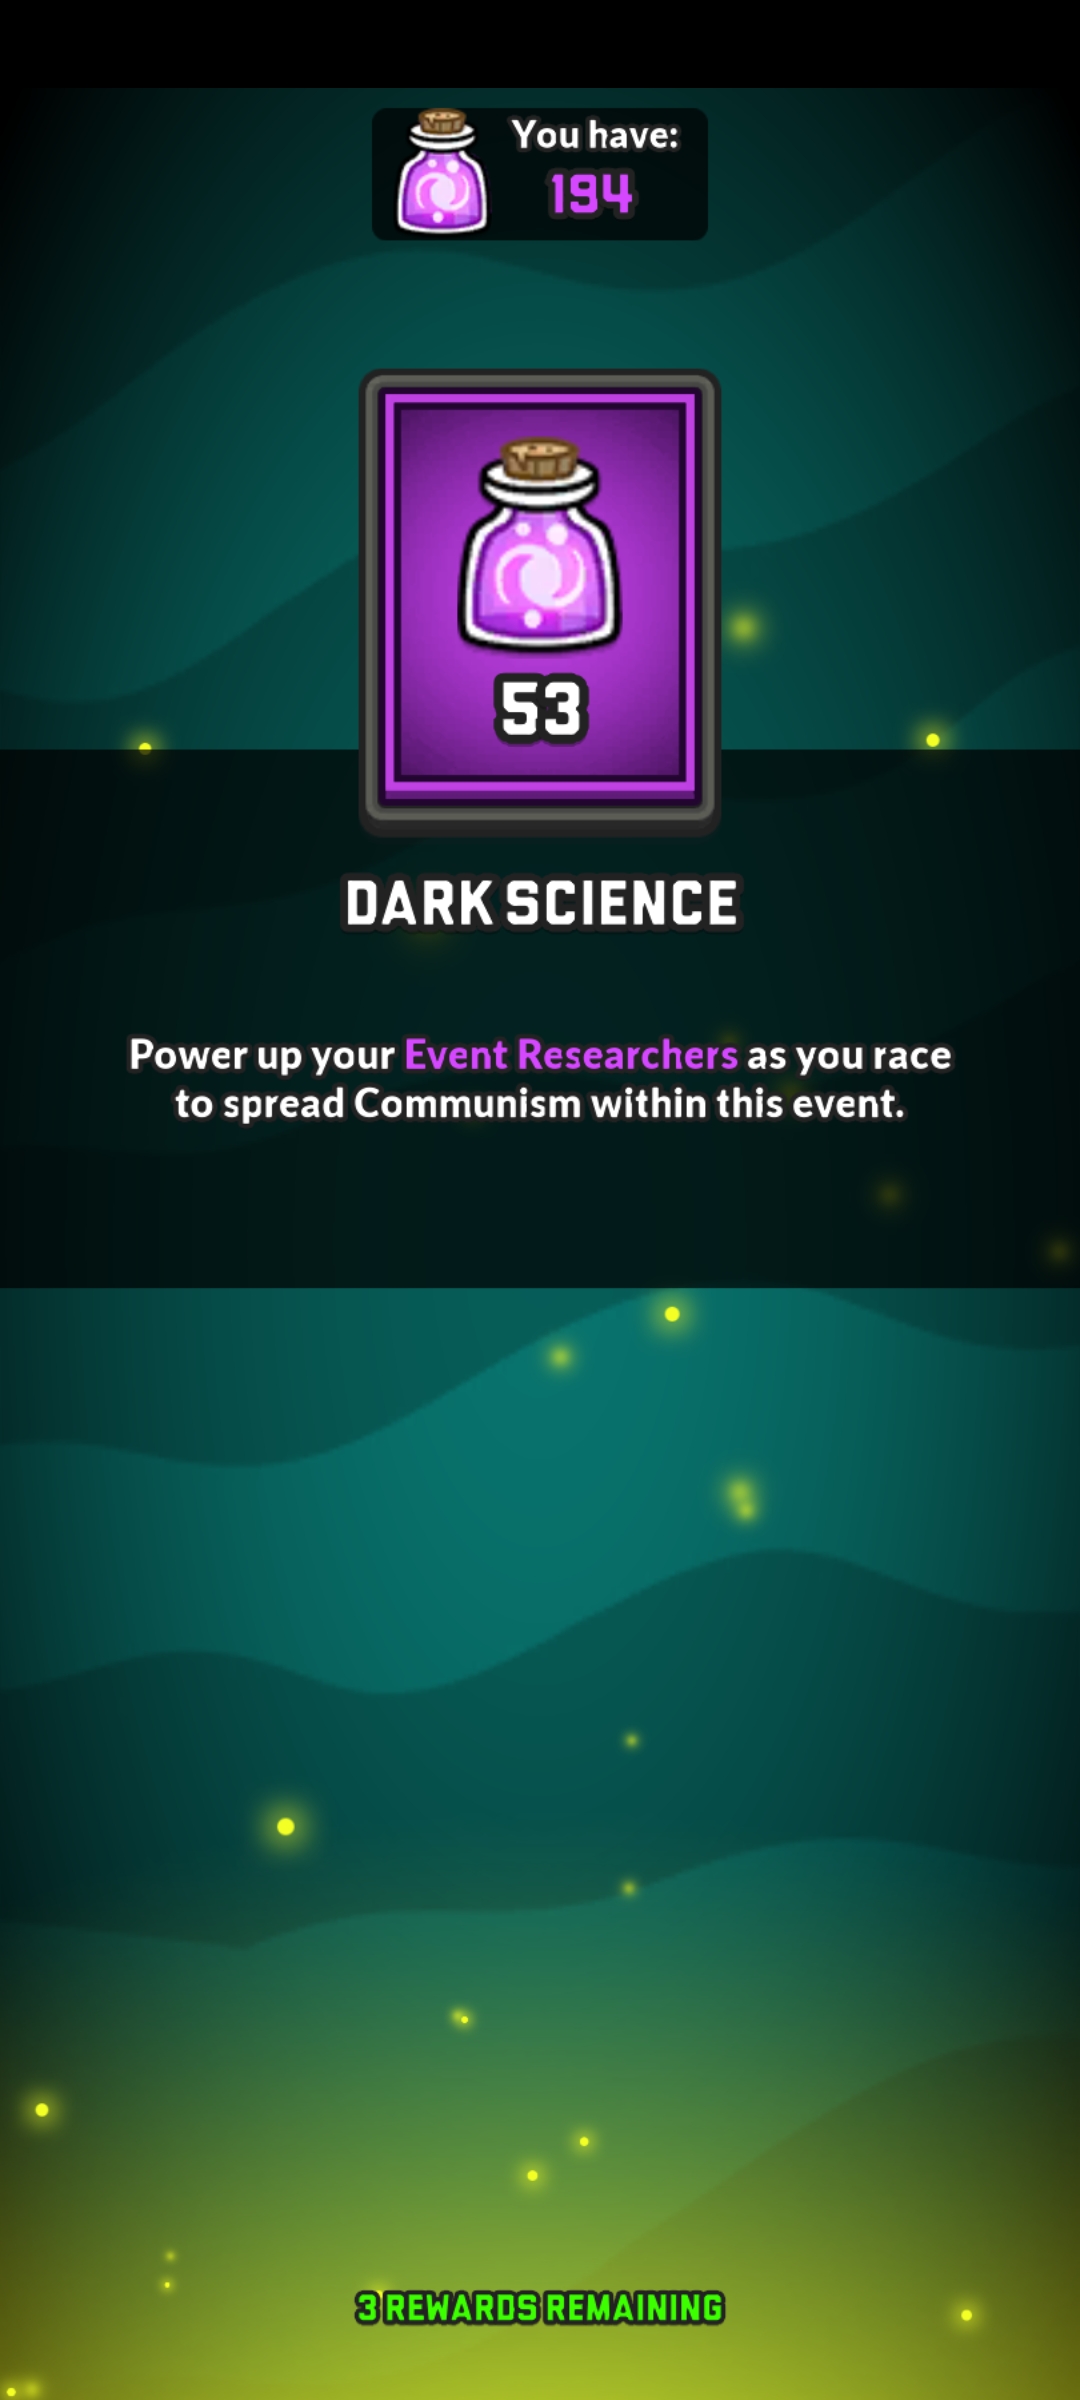 You have:
194
53
DARK SCIENCE
Power up your Event Researchers as you race
to spread Communism within this event.
3 REWARDS REMAINING